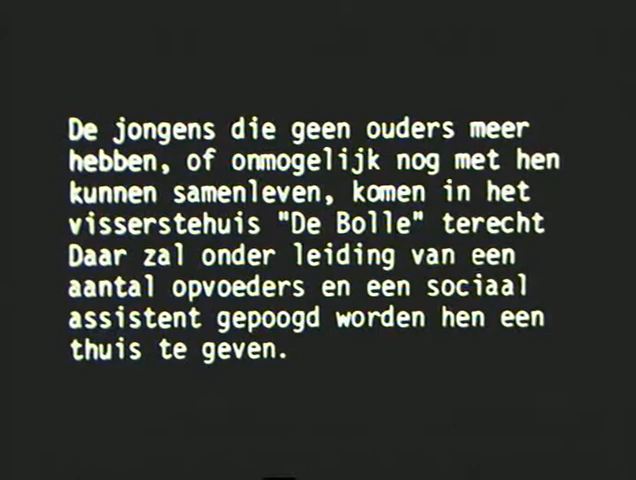 De jongens die geen ouders meer
hebben, of onmogelijk nog met hen
kunnen samenleven, komen in het
visserstehuis "De Bolle" terecht
Daar zal onder leiding van een
aantal opvoeders en een sociaal
assistent gepoogd worden hen een
thuis te geven.